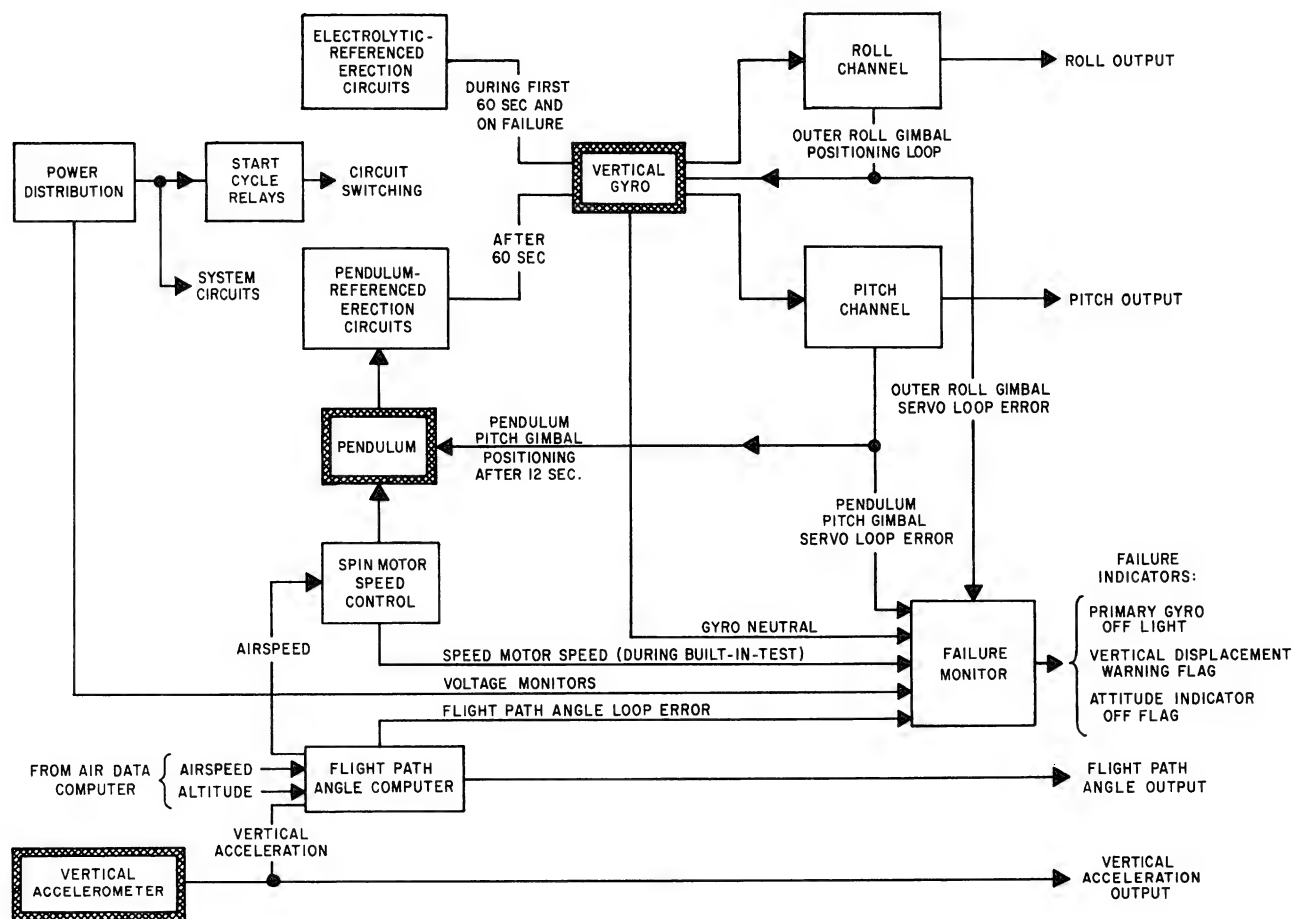 ELECTROLYTIC-
REFERENCED
ERECTION
CIRCUITS
DURING FIRST
60 SEC AND
ON FAILURE
ROLL
CHANNEL
ROLL OUTPUT
OUTER ROLL GIMBAL
POSITIONING LOOP
POWER
DISTRIBUTION
START
CYCLE
RELAYS
CIRCUIT
SWITCHING
VERTICAL
GYRO
AFTER
60 SEC
SYSTEM
CIRCUITS
PENDULUM-
REFERENCED
ERECTION
CIRCUITS
PITCH
CHANNEL
PITCH OUTPUT
OUTER ROLL GIMBAL
SERVO LOOP ERROR
PENDULUM
PENDULUM
PITCH GIMBAL
POSITIONING
AFTER 12 SEC.
PENDULUM
PITCH GIMBAL
SERVO LOOP ERROR
SPIN MOTOR
SPEED
CONTROL
FAILURE
INDICATORS:
PRIMARY GYRO
OFF LIGHT
VERTICAL DISPLACEMENT
WARNING FLAG
ATTITUDE INDICATOR
OFF FLAG
AIRSPEED
GYRO NEUTRAL
SPEED MOTOR SPEED (DURING BUILT-IN-TEST)
VOLTAGE MONITORS
FLIGHT PATH ANGLE LOOP ERROR
FAILURE
MONITOR
FROM AIR DATA
COMPUTER
AIRSPEED
ALTITUDE
FLIGHT PATH
ANGLE COMPUTER
FLIGHT PATH
ANGLE OUTPUT
VERTICAL
ACCELERATION
VERTICAL
ACCELEROMETER
VERTICAL
ACCELERATION
OUTPUT